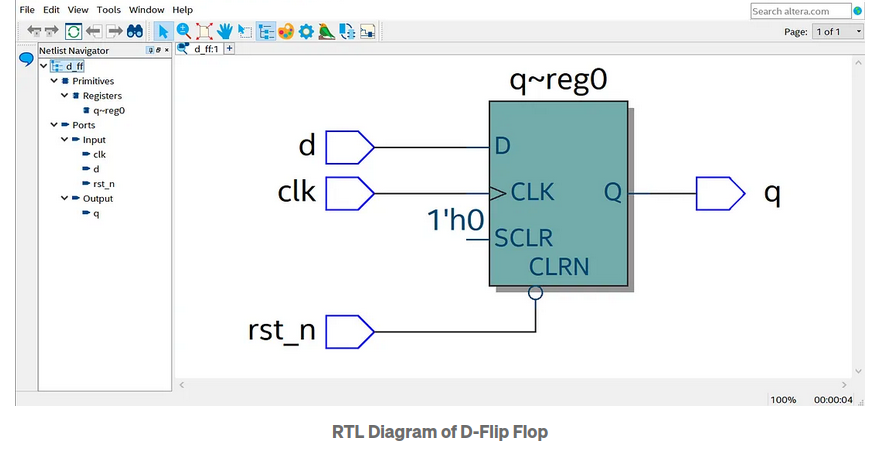 File Edit View Tools Window Help
Search altera.com
Page: 1 of 1
Netlist Navigator
d_ff:1
d_ff
Primitives
Registers
q~reg0
Ports
Input
clk
d
rst_n
Output
q
q~reg0
d
D
clk
CLK
Q
q
1'h0
SCLR
CLRN
rst_n
100% 00:00:04
RTL Diagram of D-Flip Flop